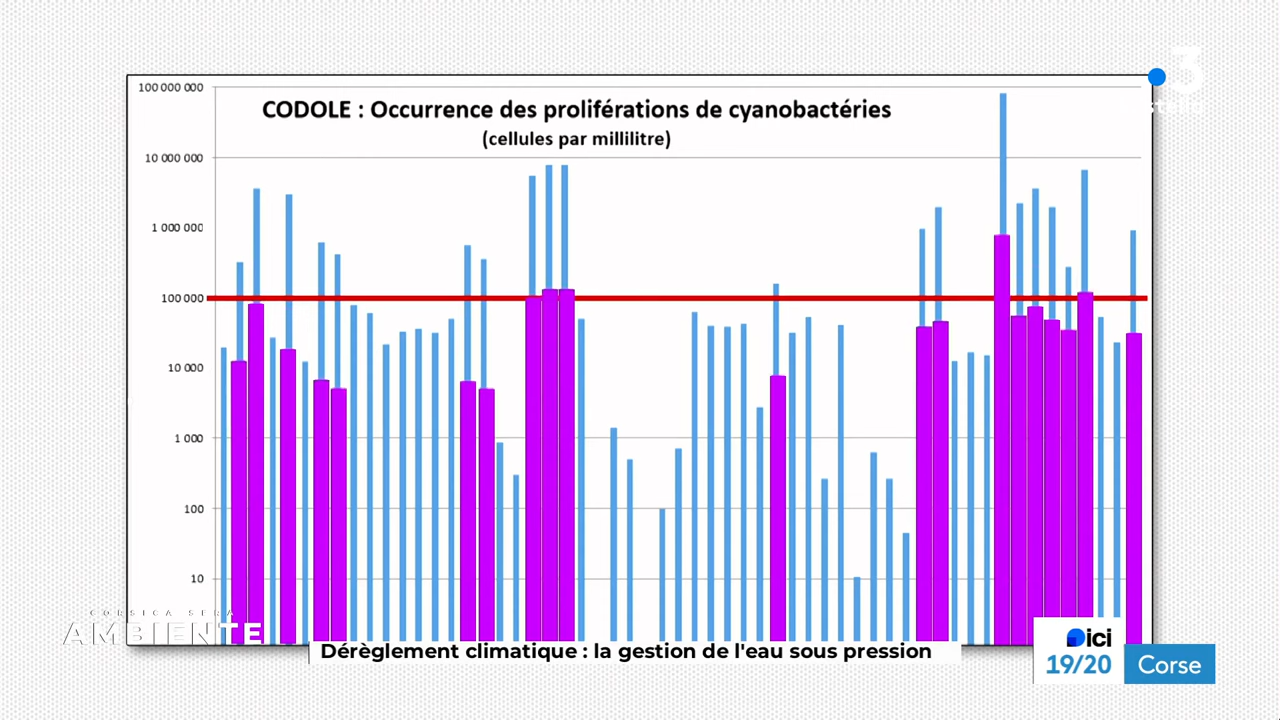 3
100 000 000
CODOLE : Occurrence des proliférations de cyanobactéries
(cellules par millilitre)
10 000 000
1 000 000
100 000
10 000
1 000
100
10
CORSICA SERA
AMBIENTE
Dérèglement climatique : la gestion de l'eau sous pression
ici
19/20
Corse